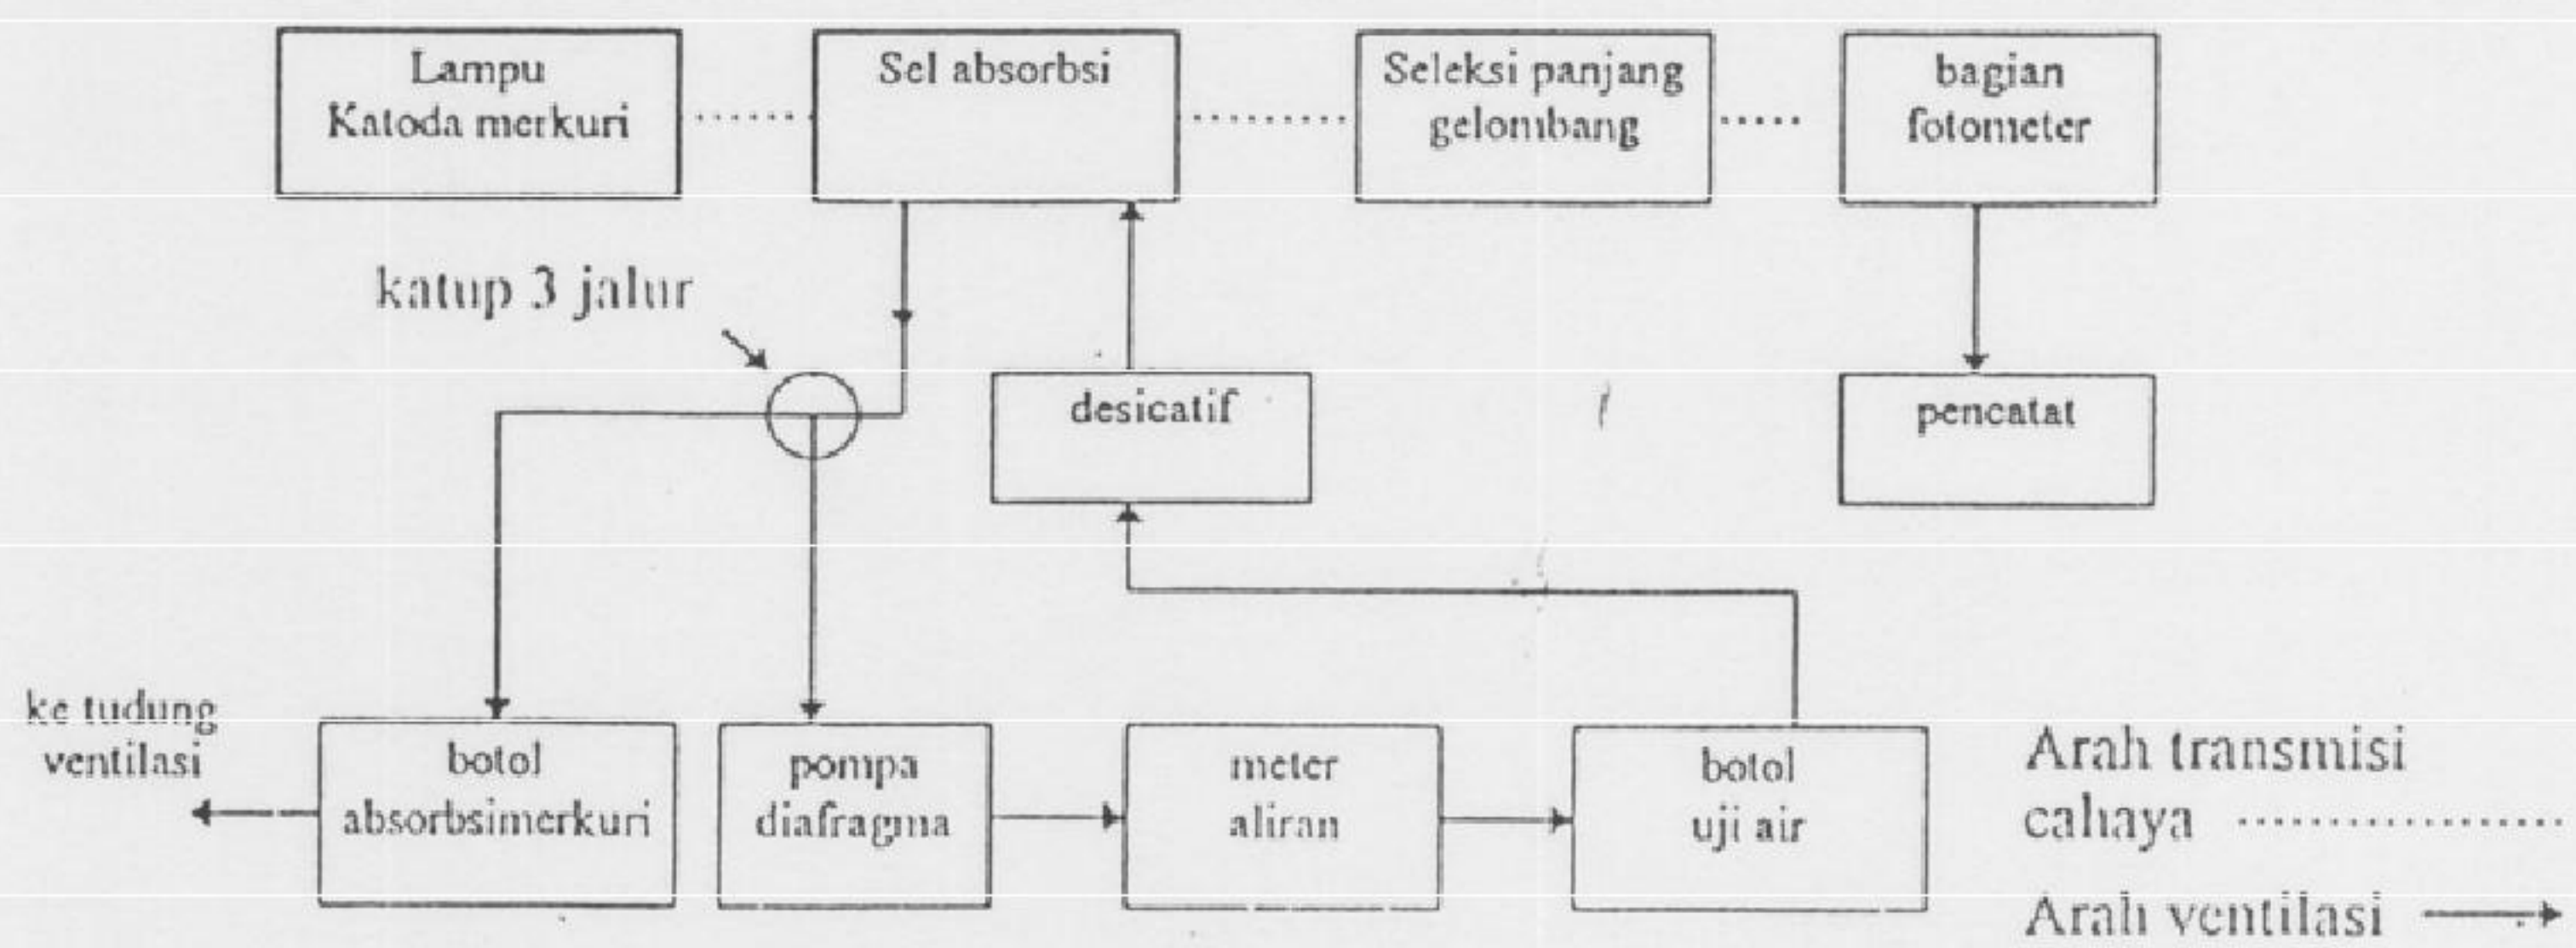 Lampu
Katoda merkuri
Sel absorbsi
Seleksi panjang
gelombang
bagian
fotometer
katup 3 jalur
desicatif
pencatat
ke tudung
ventilasi
botol
absorbsimerkuri
pompa
diafragma
meter
aliran
botol
uji air
Arah transmisi
cahaya
Arah ventilasi